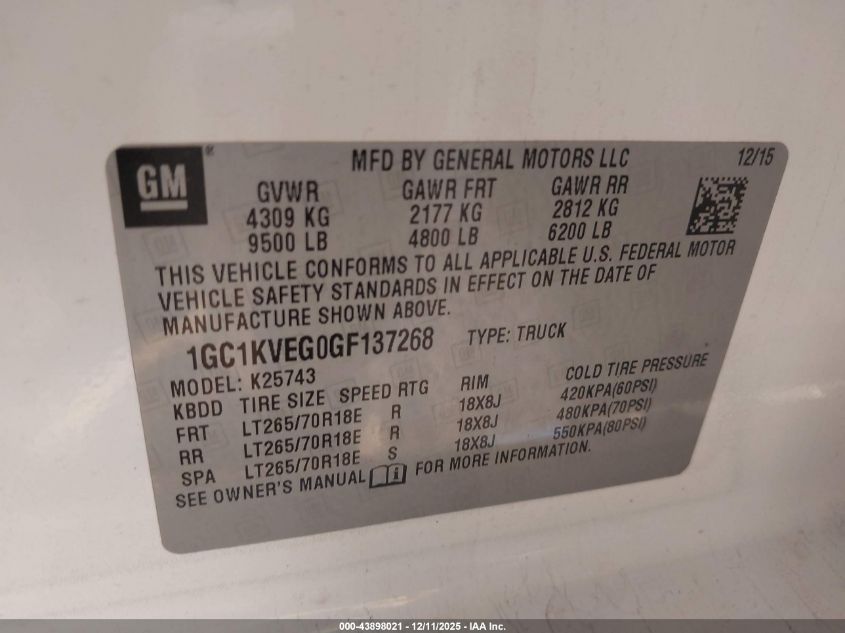 GM®
MFD BY GENERAL MOTORS LLC 12/15
GVWR GAWR FRT GAWR RR
4309 KG 2177 KG 2812 KG
9500 LB 4800 LB 6200 LB
THIS VEHICLE CONFORMS TO ALL APPLICABLE U.S. FEDERAL MOTOR
VEHICLE SAFETY STANDARDS IN EFFECT ON THE DATE OF
MANUFACTURE SHOWN ABOVE.
1GC1KVEG0GF137268 TYPE: TRUCK
MODEL: K25743
KBDD TIRE SIZE SPEED RTG RIM COLD TIRE PRESSURE
FRT LT265/70R18E R 18X8J 420KPA(60PSI)
RR LT265/70R18E R 18X8J 480KPA(70PSI)
SPA LT265/70R18E S 18X8J 550KPA(80PSI)
SEE OWNER'S MANUAL FOR MORE INFORMATION.
000-43898021 - 12/11/2025 - IAA Inc.